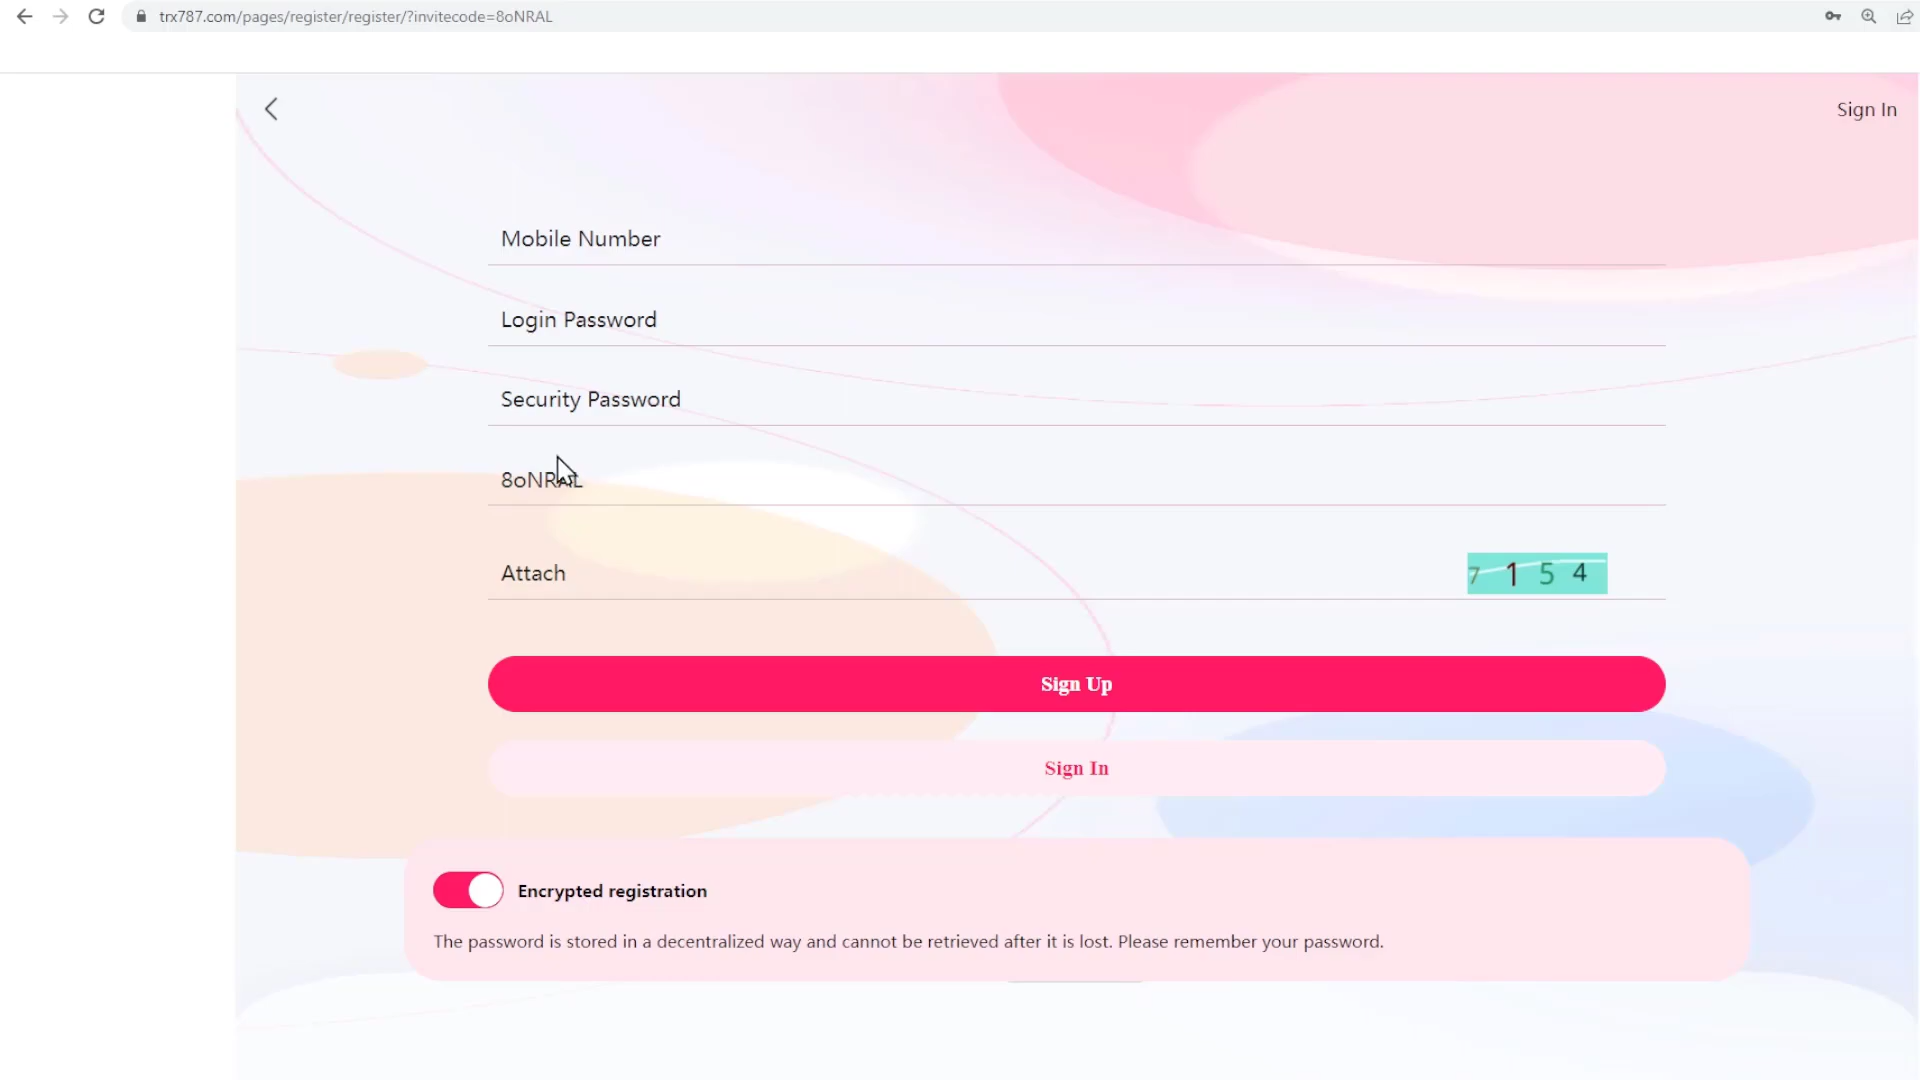 trx787.com/pages/register/register/?invitecode=8oNRAL
Sign In
Mobile Number
Login Password
Security Password
8oNRAL
Attach
7 1 5 4
Sign Up
Sign In
Encrypted registration
The password is stored in a decentralized way and cannot be retrieved after it is lost. Please remember your password.